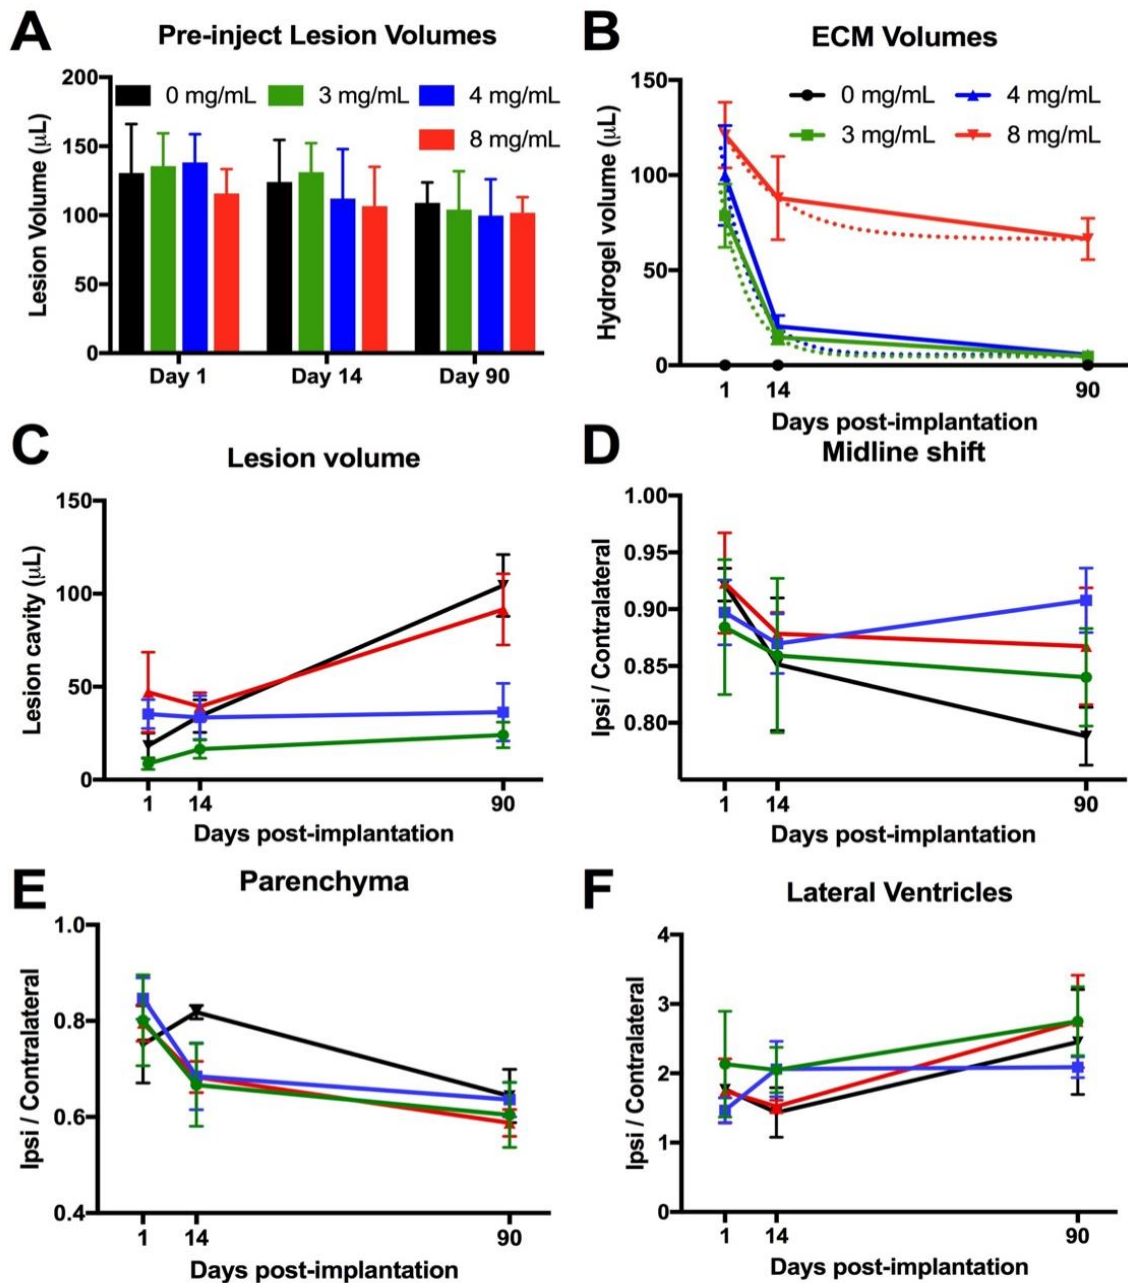 A
Pre-inject Lesion Volumes
Lesion Volume (μL)
200
150
100
50
0
0 mg/mL
3 mg/mL
4 mg/mL
8 mg/mL
Day 1
Day 14
Day 90
B
ECM Volumes
Hydrogel volume (μL)
150
100
50
0
0 mg/mL
4 mg/mL
3 mg/mL
8 mg/mL
1
14
90
Days post-implantation
C
Lesion volume
Lesion cavity (μL)
150
100
50
0
1
14
90
Days post-implantation
D
Midline shift
Ipsi / Contralateral
1.00
0.95
0.90
0.85
0.80
1
14
90
Days post-implantation
E
Parenchyma
Ipsi / Contralateral
1.0
0.8
0.6
0.4
1
14
90
Days post-implantation
F
Lateral Ventricles
Ipsi / Contralateral
4
3
2
1
0
1
14
90
Days post-implantation